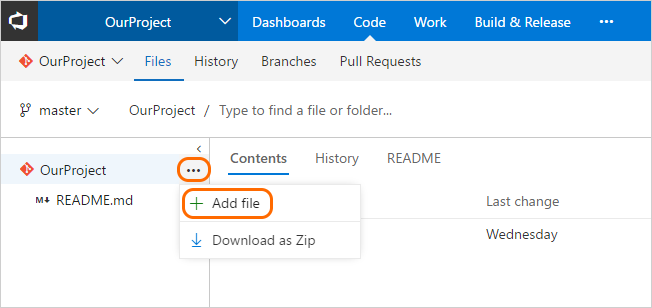 OurProject Dashboards Code Work Build & Release
OurProject Files History Branches Pull Requests
master OurProject / Type to find a file or folder...
OurProject ... Contents History README
README.md Add file Last change
Download as Zip Wednesday